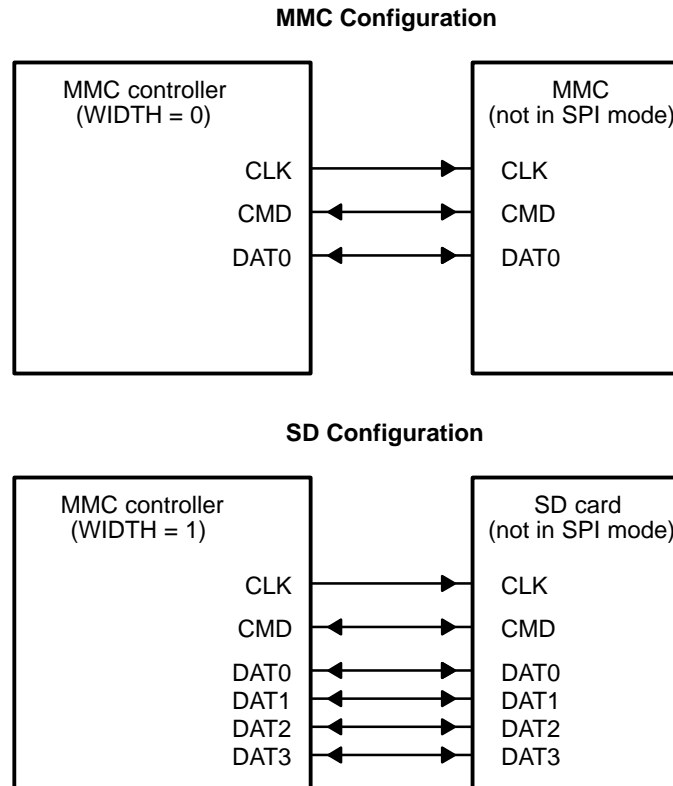 MMC Configuration
MMC controller
(WIDTH = 0)
MMC
(not in SPI mode)
CLK
CLK
CMD
CMD
DAT0
DAT0
SD Configuration
MMC controller
(WIDTH = 1)
SD card
(not in SPI mode)
CLK
CLK
CMD
CMD
DAT0
DAT0
DAT1
DAT1
DAT2
DAT2
DAT3
DAT3